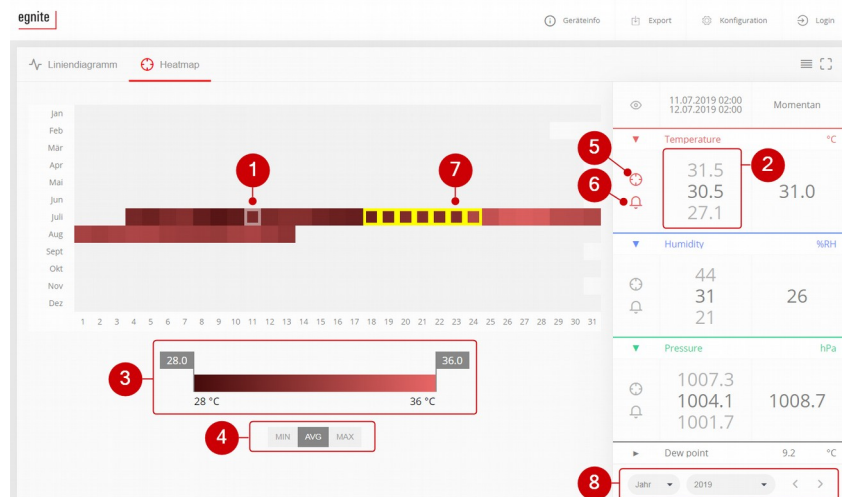 egnite
Geräteinfo
Export
Konfiguration
Login
Liniendiagramm
Heatmap
Jan
Feb
Mär
Apr
Mai
Jun
Juli
Aug
Sept
Okt
Nov
Dez
1 2 3 4 5 6 7 8 9 10 11 12 13 14 15 16 17 18 19 20 21 22 23 24 25 26 27 28 29 30 31
1
7
3
28.0 36.0
28 °C 36 °C
4
MIN AVG MAX
11.07.2019 02:00
12.07.2019 02:00
Momentan
5
6
2
Temperature °C
31.5
30.5
27.1
31.0
Humidity %RH
44
31
21
26
Pressure hPa
1007.3
1004.1
1001.7
1008.7
Dew point 9.2 °C
8
Jahr 2019